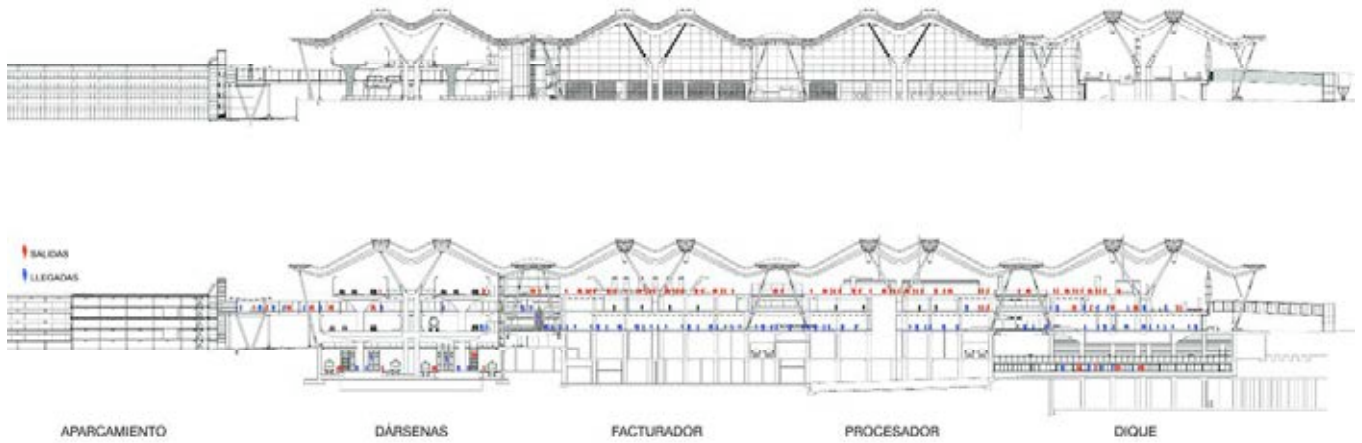 SALIDAS
LLEGADAS
APARCAMIENTO DÁRSENAS FACTURADOR PROCESADOR DIQUE